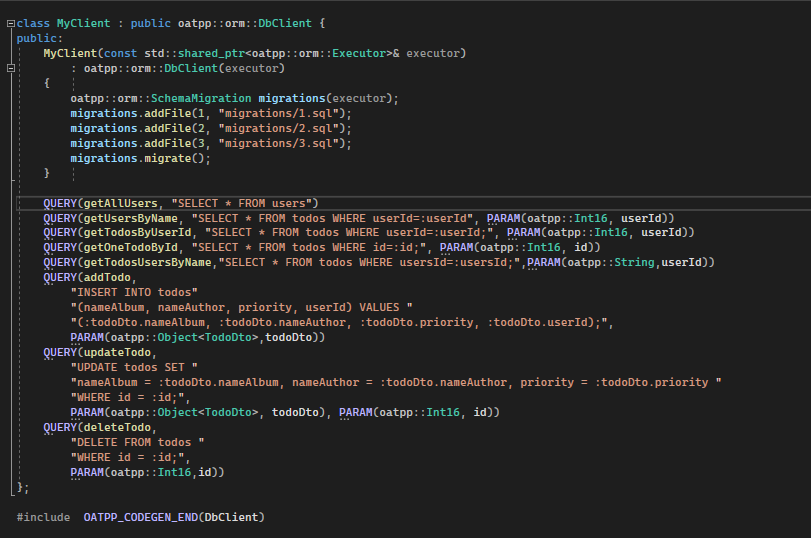 class MyClient : public oatpp::orm::DbClient {
public:
    MyClient(const std::shared_ptr<oatpp::orm::Executor>& executor)
        : oatpp::orm::DbClient(executor)
    {
        oatpp::orm::SchemaMigration migrations(executor);
        migrations.addFile(1, "migrations/1.sql");
        migrations.addFile(2, "migrations/2.sql");
        migrations.addFile(3, "migrations/3.sql");
        migrations.migrate();
    }
    QUERY(getAllUsers, "SELECT * FROM users")
    QUERY(getUsersByName, "SELECT * FROM todos WHERE userId=:userId", PARAM(oatpp::Int16, userId))
    QUERY(getTodosByUserId, "SELECT * FROM todos WHERE userId=:userId;", PARAM(oatpp::Int16, userId))
    QUERY(getOneTodoById, "SELECT * FROM todos WHERE id=:id;", PARAM(oatpp::Int16, id))
    QUERY(getTodosUsersByName,"SELECT * FROM todos WHERE usersId=:usersId;",PARAM(oatpp::String,userId))
    QUERY(addTodo,
        "INSERT INTO todos"
        "(nameAlbum, nameAuthor, priority, userId) VALUES "
        "(:todoDto.nameAlbum, :todoDto.nameAuthor, :todoDto.priority, :todoDto.userId);",
        PARAM(oatpp::Object<TodoDto>,todoDto))
    QUERY(updateTodo,
        "UPDATE todos SET "
        "nameAlbum = :todoDto.nameAlbum, nameAuthor = :todoDto.nameAuthor, priority = :todoDto.priority "
        "WHERE id = :id;",
        PARAM(oatpp::Object<TodoDto>, todoDto), PARAM(oatpp::Int16, id))
    QUERY(deleteTodo,
        "DELETE FROM todos "
        "WHERE id = :id;",
        PARAM(oatpp::Int16,id))
};
#include  OATPP_CODEGEN_END(DbClient)